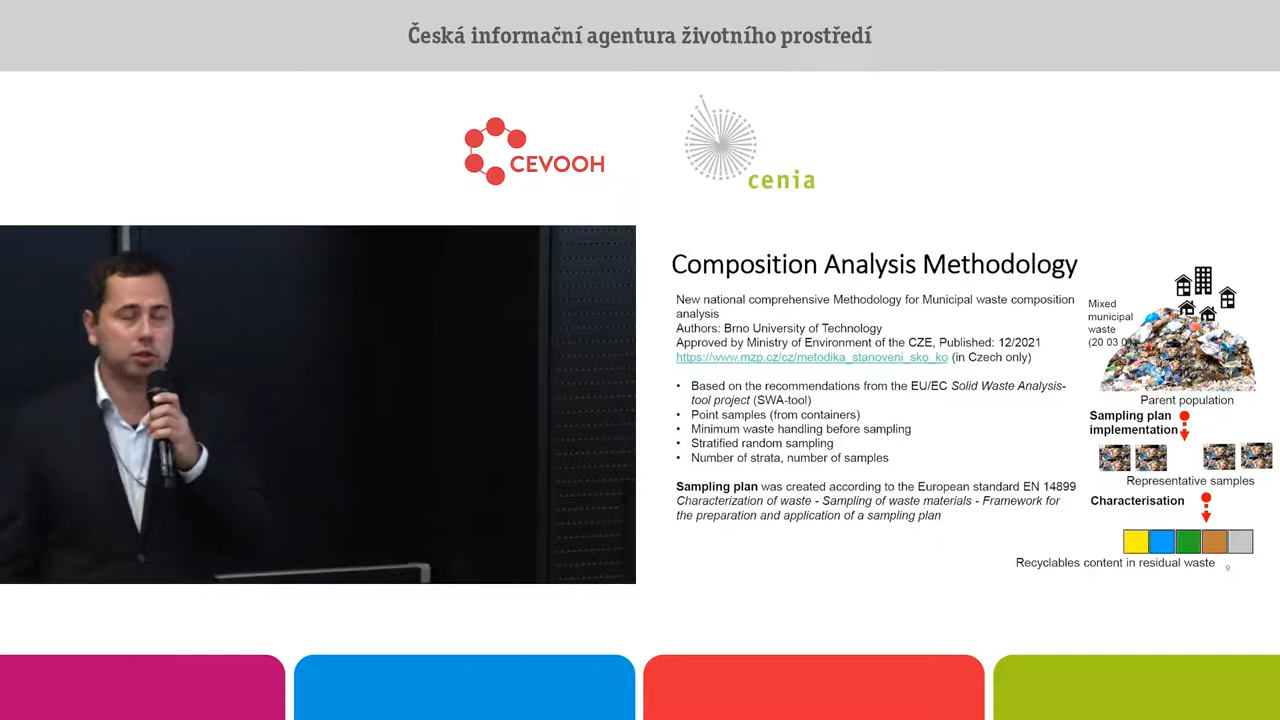 Česká informační agentura životního prostředí
CEVOOH
cenia
Composition Analysis Methodology
New national comprehensive Methodology for Municipal waste composition
analysis
Authors: Brno University of Technology
Approved by Ministry of Environment of the CZE, Published: 12/2021
https://www.mzp.cz/cz/metodika_stanoveni_sko_ko (in Czech only)
• Based on the recommendations from the EU/EC Solid Waste Analysis-
tool project (SWA-tool)
• Point samples (from containers)
• Minimum waste handling before sampling
• Stratified random sampling
• Number of strata, number of samples
Sampling plan was created according to the European standard EN 14899
Characterization of waste - Sampling of waste materials - Framework for
the preparation and application of a sampling plan
Mixed
municipal
waste
(20 03
Parent population
Sampling plan
implementation
Representative samples
Characterisation
Recyclables content in residual waste
9